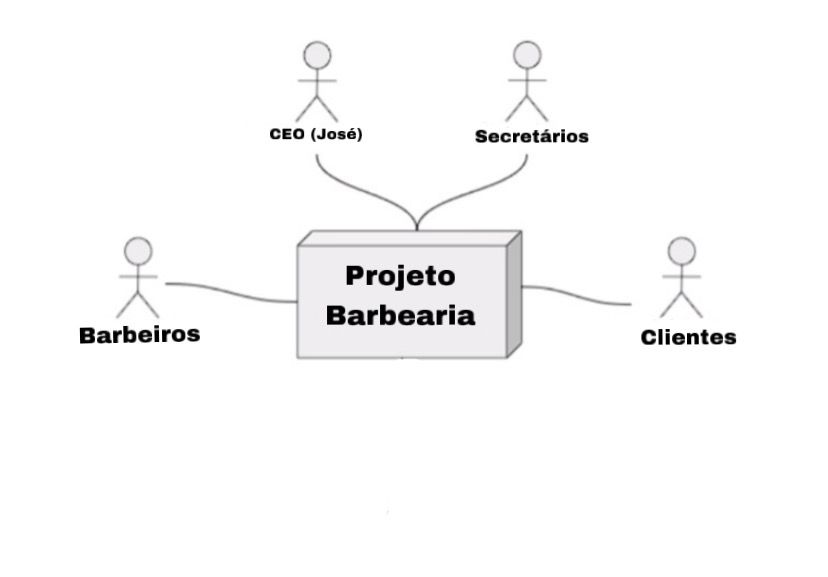 CEO (José)
Secretários
Projeto
Barbearia
Barbeiros
Clientes